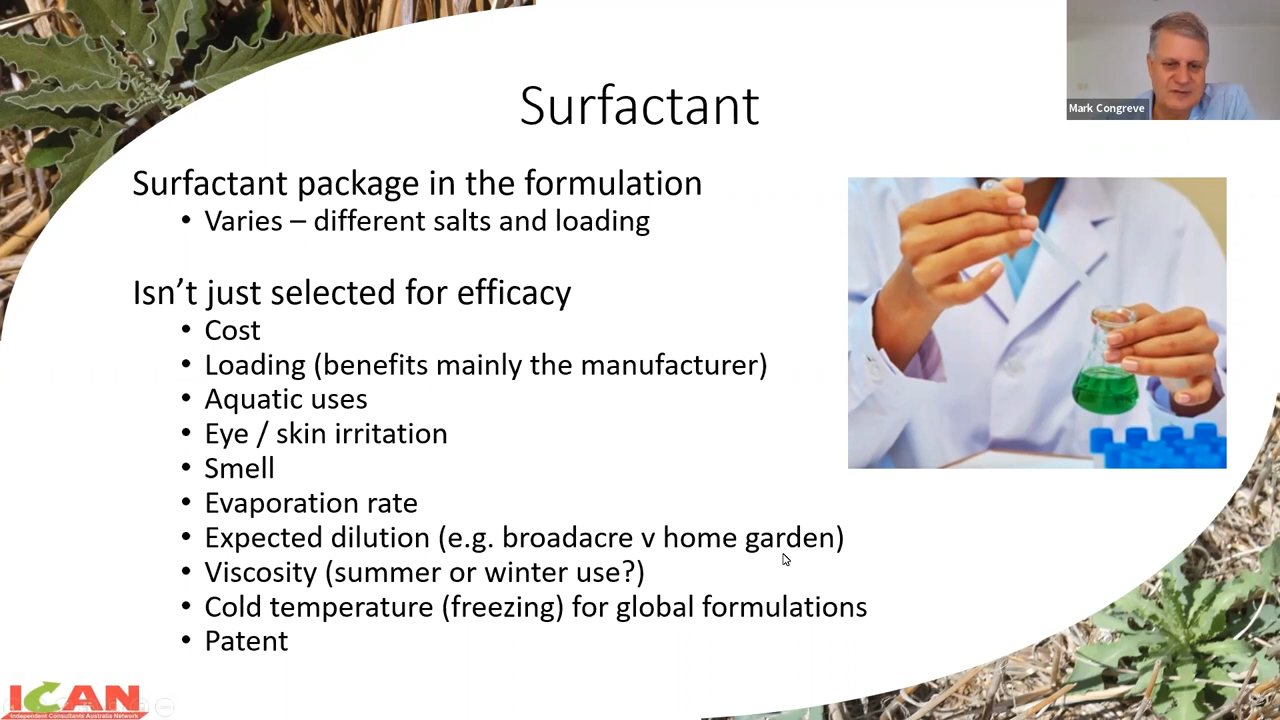 Surfactant
Mark Congreve
Surfactant package in the formulation
• Varies – different salts and loading
Isn’t just selected for efficacy
• Cost
• Loading (benefits mainly the manufacturer)
• Aquatic uses
• Eye / skin irritation
• Smell
• Evaporation rate
• Expected dilution (e.g. broadacre v home garden)
• Viscosity (summer or winter use?)
• Cold temperature (freezing) for global formulations
• Patent
ICAN
Independent Consultants Australia Network